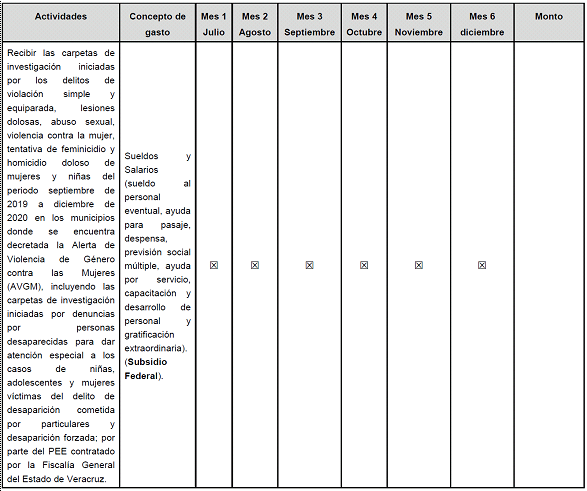 Actividades
Concepto de
gasto
Mes 1
Julio
Mes 2
Agosto
Mes 3
Septiembre
Mes 4
Octubre
Mes 5
Noviembre
Mes 6
diciembre
Monto
Recibir las carpetas de
investigación iniciadas
por los delitos de
violación simple y
equiparada, lesiones
dolosas, abuso sexual,
violencia contra la mujer,
tentativa de feminicidio y
homicidio doloso de
mujeres y niñas del
periodo septiembre de
2019 a diciembre de
2020 en los municipios
donde se encuentra
decretada la Alerta de
Violencia de Género
contra las Mujeres
(AVGM), incluyendo las
carpetas de investigación
iniciadas por denuncias
por personas
desaparecidas para dar
atención especial a los
casos de niñas,
adolescentes y mujeres
víctimas del delito de
desaparición cometida
por particulares y
desaparición forzada; por
parte del PEE contratado
por la Fiscalía General
del Estado de Veracruz.
Sueldos y
Salarios
(sueldo al
personal
eventual, ayuda
para pasaje,
despensa,
previsión social
múltiple, ayuda
por servicio,
capacitación y
desarrollo de
personal y
gratificación
extraordinaria).
(Subsidio
Federal).
☒ ☒ ☒ ☒ ☒ ☒